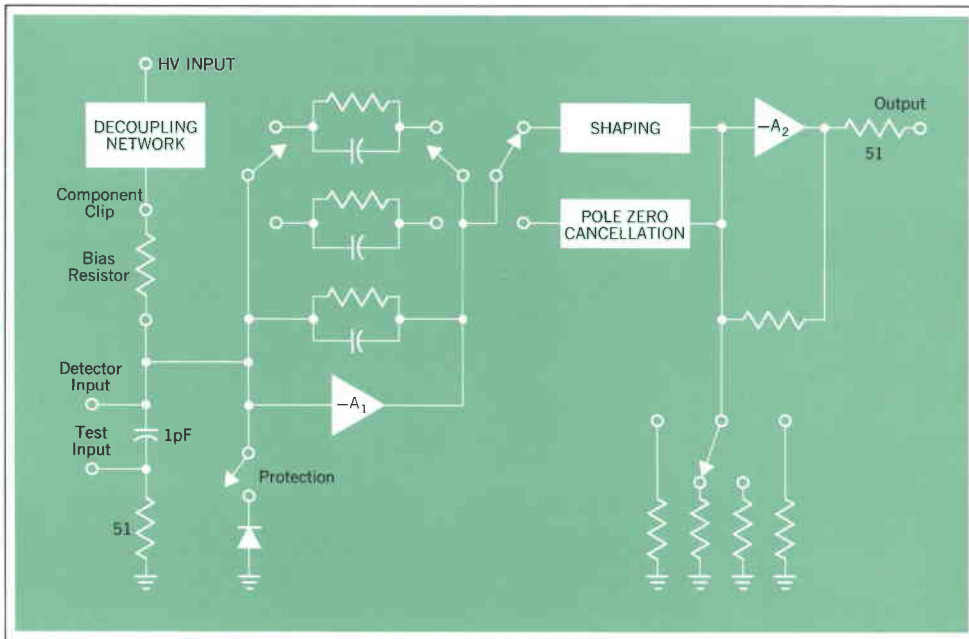 HV INPUT
DECOUPLING
NETWORK
Component
Clip
Bias
Resistor
Detector
Input
Test
Input
1pF
51
Protection
−A₁
SHAPING
POLE ZERO
CANCELLATION
−A₂
Output
51